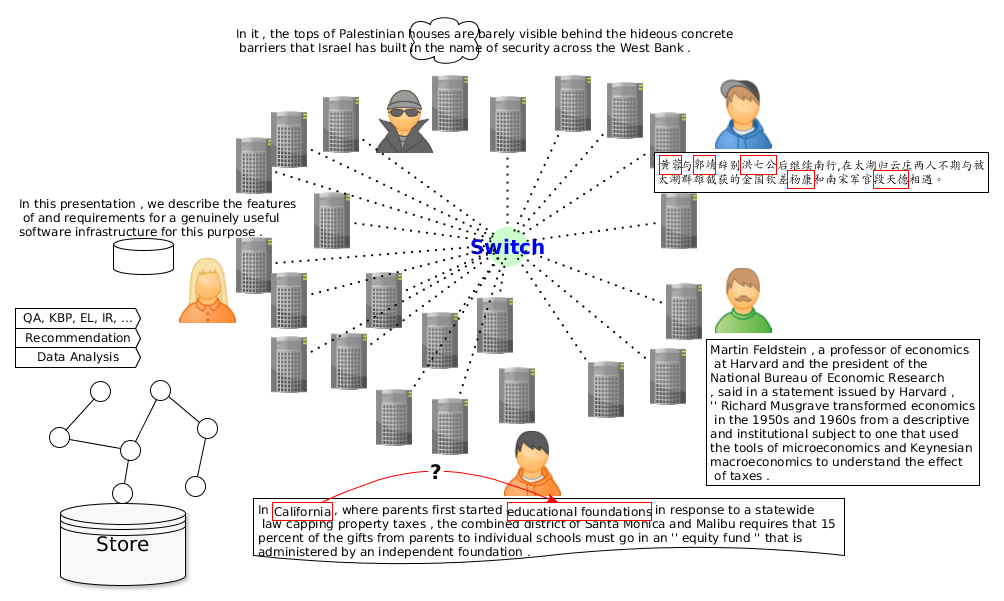 In it , the tops of Palestinian houses are barely visible behind the hideous concrete
barriers that Israel has built in the name of security across the West Bank .
黄蓉与郭靖辞别洪七公后继续南行,在太湖归云庄两人不期与被
太湖群雄截获的金国钦差杨康和南宋军官段天德相遇。
In this presentation , we describe the features
of and requirements for a genuinely useful
software infrastructure for this purpose .
Switch
QA, KBP, EL, IR, ...
Recommendation
Data Analysis
Martin Feldstein , a professor of economics
at Harvard and the president of the
National Bureau of Economic Research
, said in a statement issued by Harvard ,
'' Richard Musgrave transformed economics
in the 1950s and 1960s from a descriptive
and institutional subject to one that used
the tools of microeconomics and Keynesian
macroeconomics to understand the effect
of taxes .
?
In California , where parents first started educational foundations in response to a statewide
law capping property taxes , the combined district of Santa Monica and Malibu requires that 15
percent of the gifts from parents to individual schools must go in an '' equity fund '' that is
administered by an independent foundation .
Store